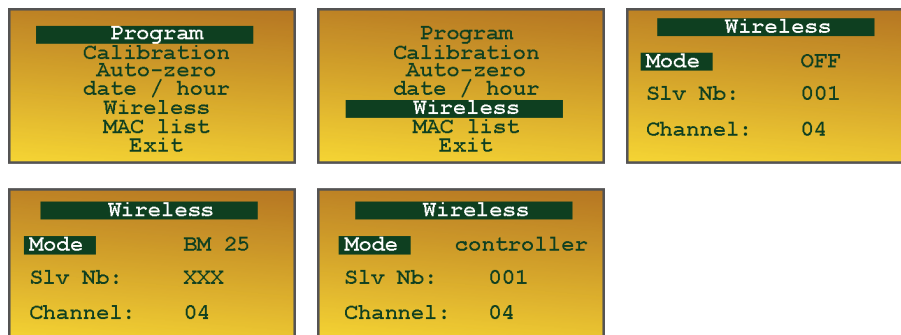 Program
Calibration
Auto-zero
date / hour
Wireless
MAC list
Exit
Program
Calibration
Auto-zero
date / hour
Wireless
MAC list
Exit
Wireless
Mode OFF
Slv Nb: 001
Channel: 04
Wireless
Mode BM 25
Slv Nb: XXX
Channel: 04
Wireless
Mode controller
Slv Nb: 001
Channel: 04